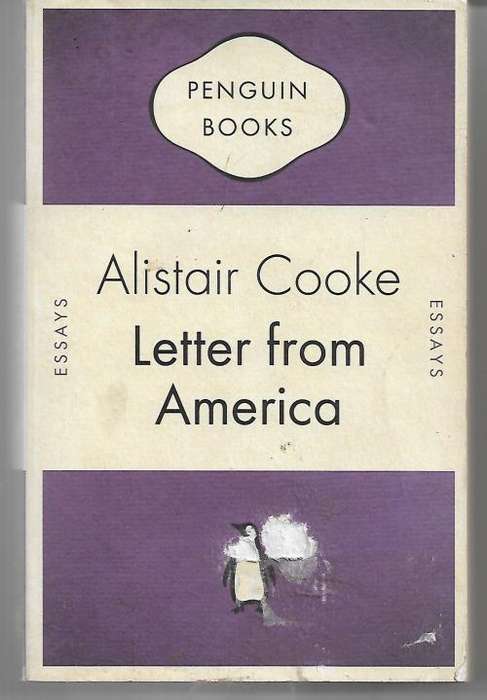 PENGUIN
BOOKS
Alistair Cooke
Letter from
America
ESSAYS
ESSAYS